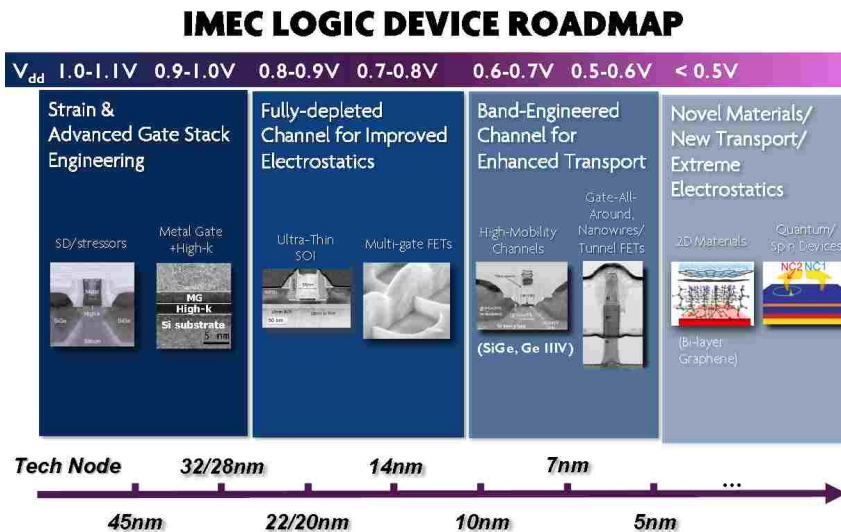 IMEC LOGIC DEVICE ROADMAP
Vdd 1.0-1.1V 0.9-1.0V 0.8-0.9V 0.7-0.8V 0.6-0.7V 0.5-0.6V < 0.5V
Strain &
Advanced Gate Stack
Engineering
SD/stressors
Metal Gate
+High-k
MG
High-k
Si substrate
5 nm
Fully-depleted
Channel for Improved
Electrostatics
Ultra-Thin
SOI
Multi-gate FETs
Band-Engineered
Channel for
Enhanced Transport
High-Mobility
Channels
(SiGe, Ge IIIV)
Gate-All-
Around,
Nanowires/
Tunnel FETs
Novel Materials/
New Transport/
Extreme
Electrostatics
2D Materials
(Bi-layer
Graphene)
Quantum/
Spin Devices
NC2 NC1
Tech Node 32/28nm 14nm 7nm ...
45nm 22/20nm 10nm 5nm